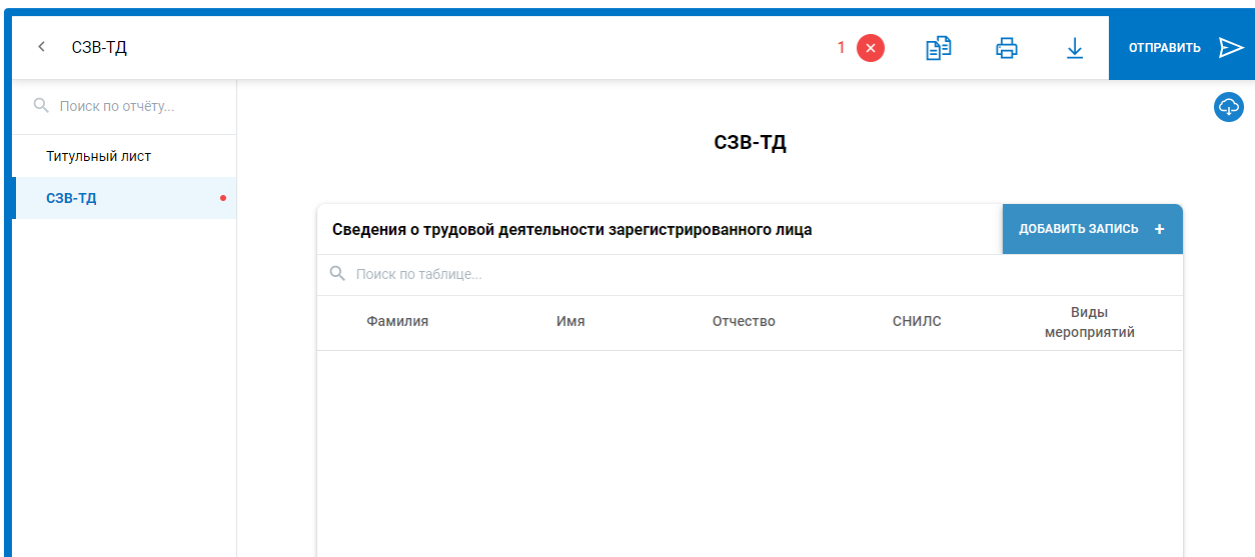 СЗВ-ТД
1
ОТПРАВИТЬ
Поиск по отчёту...
Титульный лист
СЗВ-ТД
СЗВ-ТД
Сведения о трудовой деятельности зарегистрированного лица
ДОБАВИТЬ ЗАПИСЬ +
Поиск по таблице...
Фамилия Имя Отчество СНИЛС Виды
мероприятий